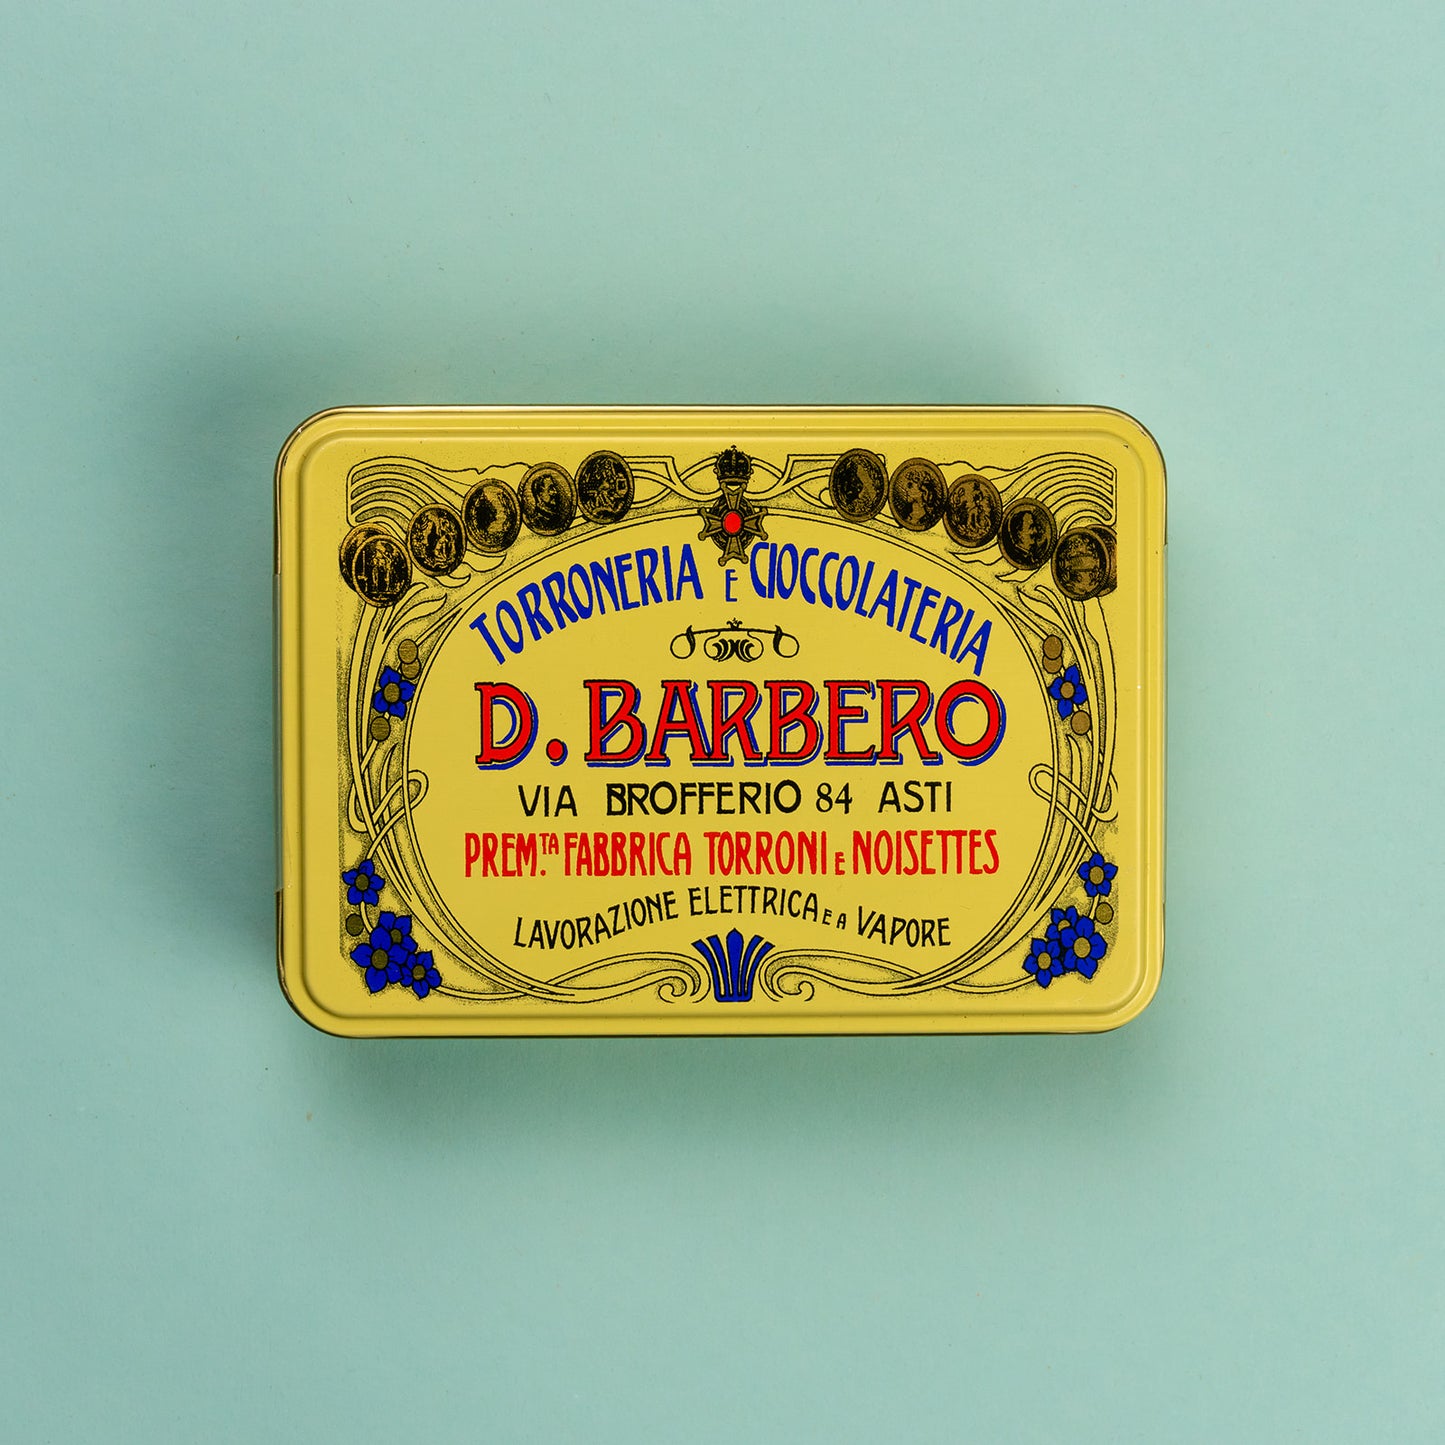 TORRONERIA E CIOCCOLATERIA
D. BARBERO
VIA BROFFERIO 84 ASTI
PREM.TA FABBRICA TORRONI E NOISETTES
LAVORAZIONE ELETTRICA E A VAPORE